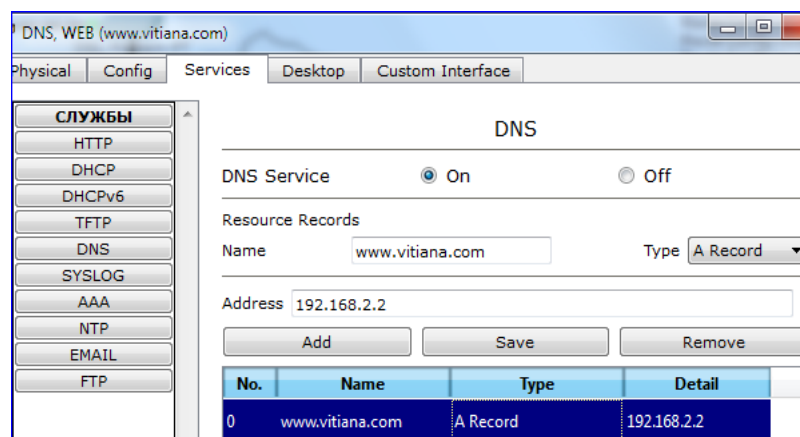 DNS, WEB (www.vitiana.com)
Physical Config Services Desktop Custom Interface
СЛУЖБЫ
HTTP
DHCP
DHCPv6
TFTP
DNS
SYSLOG
AAA
NTP
EMAIL
FTP
DNS
DNS Service On Off
Resource Records
Name www.vitiana.com Type A Record
Address 192.168.2.2
Add Save Remove
No. Name Type Detail
0 www.vitiana.com A Record 192.168.2.2